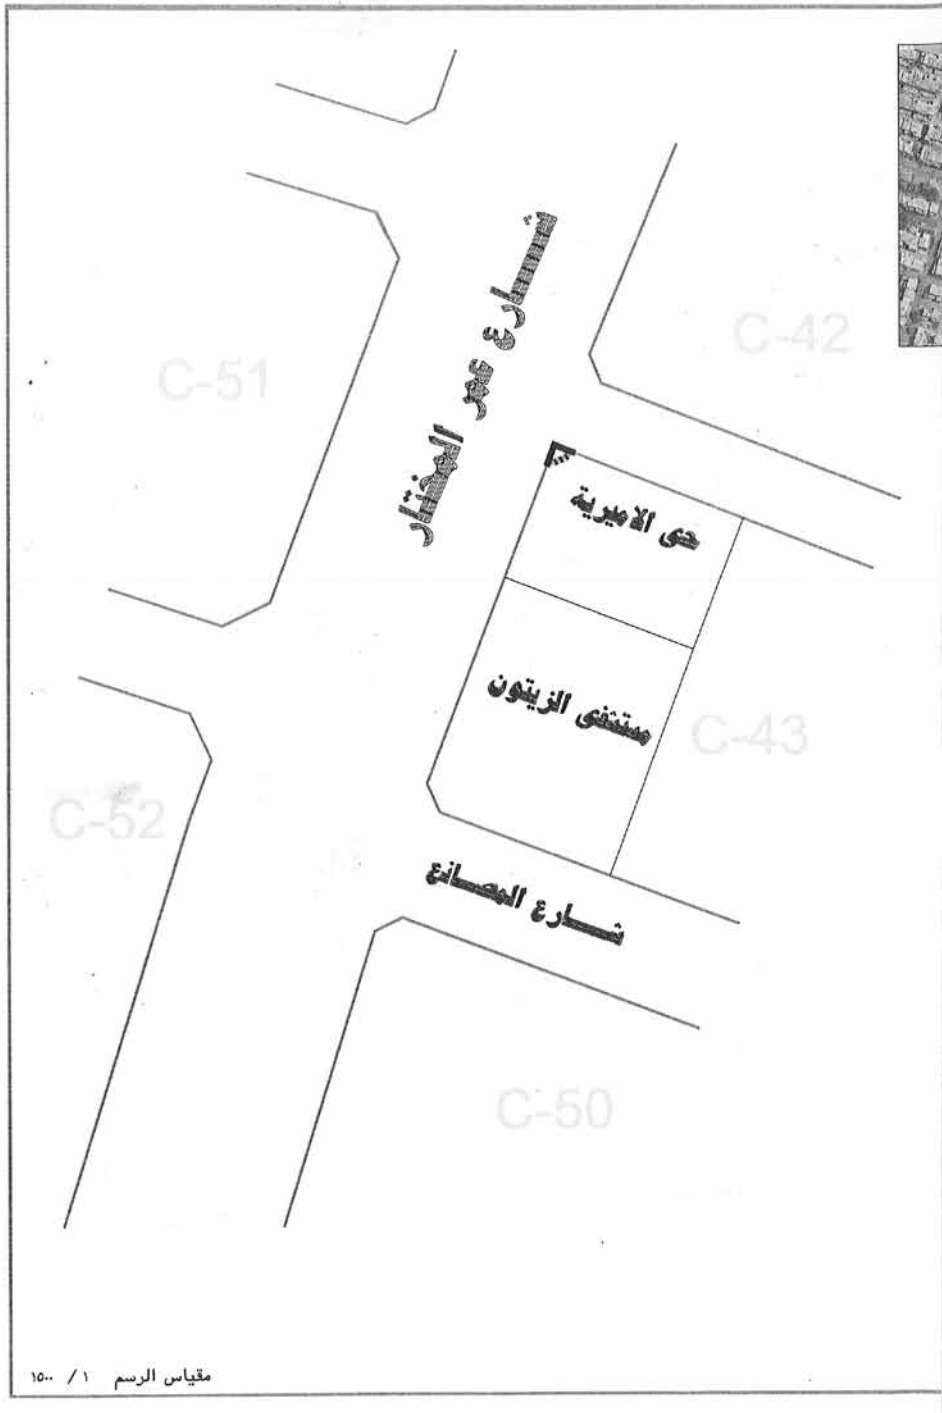 شارع عمر المختار
C-42
C-51
حى الاميرية
مستشفى الزيتون
C-43
C-52
شارع المصانع
C-50
مقياس الرسم ١ / ١٥٠٠